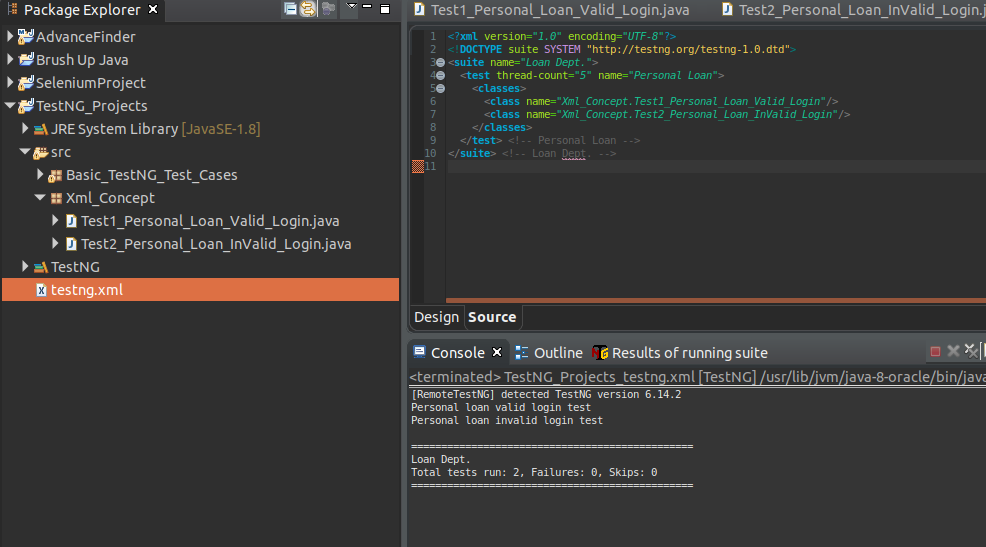 Package Explorer
AdvanceFinder
Brush Up Java
SeleniumProject
TestNG_Projects
JRE System Library [JavaSE-1.8]
src
Basic_TestNG_Test_Cases
Xml_Concept
Test1_Personal_Loan_Valid_Login.java
Test2_Personal_Loan_InValid_Login.java
TestNG
testng.xml
Test1_Personal_Loan_Valid_Login.java Test2_Personal_Loan_InValid_Login.j
1 <?xml version="1.0" encoding="UTF-8"?>
2 <!DOCTYPE suite SYSTEM "http://testng.org/testng-1.0.dtd">
3 <suite name="Loan Dept.">
4 <test thread-count="5" name="Personal Loan">
5 <classes>
6 <class name="Xml_Concept.Test1_Personal_Loan_Valid_Login"/>
7 <class name="Xml_Concept.Test2_Personal_Loan_InValid_Login"/>
8 </classes>
9 </test> <!-- Personal Loan -->
10 </suite> <!-- Loan Dept. -->
11
Design Source
Console Outline Results of running suite
<terminated> TestNG_Projects_testng.xml [TestNG] /usr/lib/jvm/java-8-oracle/bin/java
[RemoteTestNG] detected TestNG version 6.14.2
Personal loan valid login test
Personal loan invalid login test
===============================================
Loan Dept.
Total tests run: 2, Failures: 0, Skips: 0
===============================================